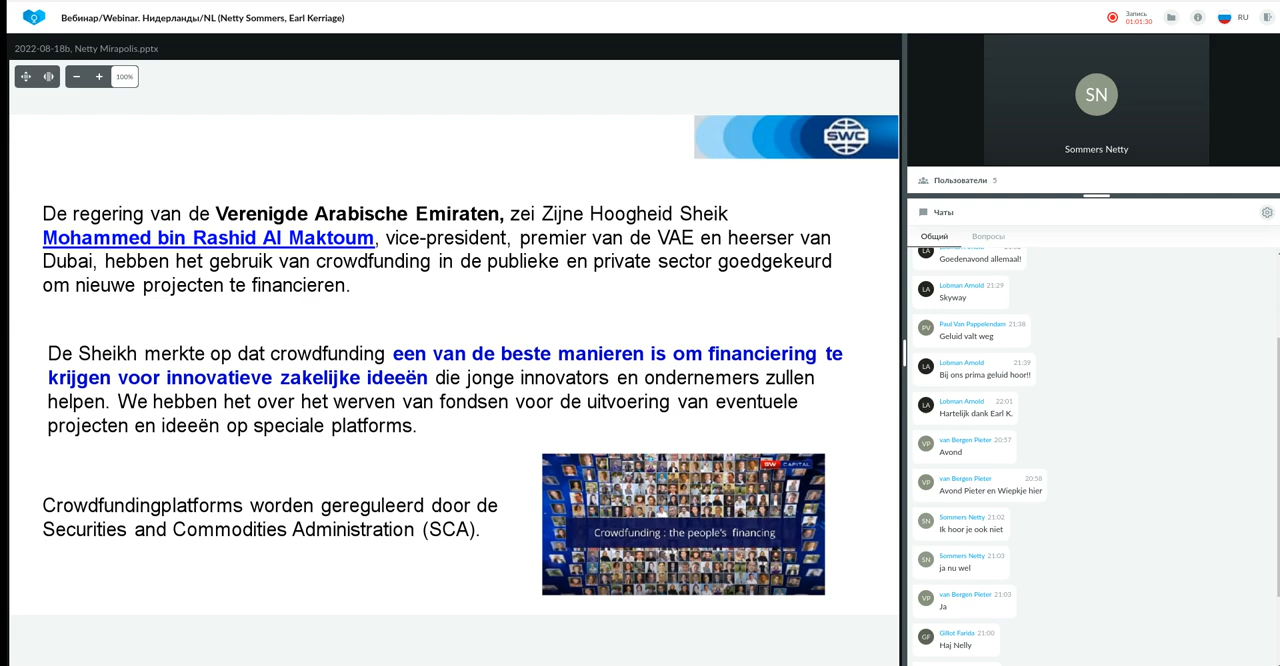 Вебинар/Webinar. Нидерланды/NL (Netty Sommers, Earl Kerriage)
Запись
01:01:30
RU
2022-08-18b, Netty Mirapolis.pptx
100%
SWC
De regering van de Verenigde Arabische Emiraten, zei Zijne Hoogheid Sheik
Mohammed bin Rashid Al Maktoum, vice-president, premier van de VAE en heerser van
Dubai, hebben het gebruik van crowdfunding in de publieke en private sector goedgekeurd
om nieuwe projecten te financieren.
De Sheikh merkte op dat crowdfunding een van de beste manieren is om financiering te
krijgen voor innovatieve zakelijke ideeën die jonge innovators en ondernemers zullen
helpen. We hebben het over het werven van fondsen voor de uitvoering van eventuele
projecten en ideeën op speciale platforms.
Crowdfundingplatforms worden gereguleerd door de
Securities and Commodities Administration (SCA).
SW CAPITAL
Crowdfunding : the people's financing
SN
Sommers Netty
Пользователи 5
Чаты
Общий Вопросы
LA
Goedenavond allemaal!
LA Lobman Arnold 21:29
Skyway
PV Paul Van Pappelendam 21:38
Geluid valt weg
LA Lobman Arnold 21:39
Bij ons prima geluid hoor!!
LA Lobman Arnold 22:01
Hartelijk dank Earl K.
VP van Bergen Pieter 20:57
Avond
VP van Bergen Pieter 20:58
Avond Pieter en Wiepkje hier
SN Sommers Netty 21:02
Ik hoor je ook niet
SN Sommers Netty 21:03
ja nu wel
VP van Bergen Pieter 21:03
Ja
GF Gillot Farida 21:00
Haj Nelly